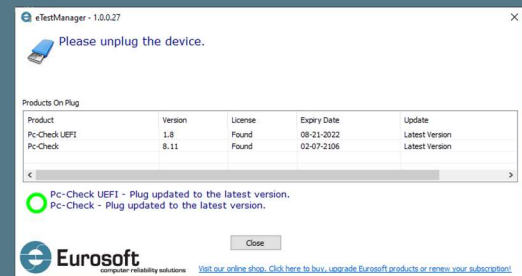 eTestManager - 1.0.0.27
Please unplug the device.
Products On Plug
Product Version License Expiry Date Update
Pc-Check UEFI 1.8 Found 08-21-2022 Latest Version
Pc-Check 8.11 Found 02-07-2106 Latest Version
Pc-Check UEFI - Plug updated to the latest version.
Pc-Check - Plug updated to the latest version.
Close
Eurosoft
computer reliability solutions
Visit our online shop. Click here to buy, upgrade Eurosoft products or renew your subscription!